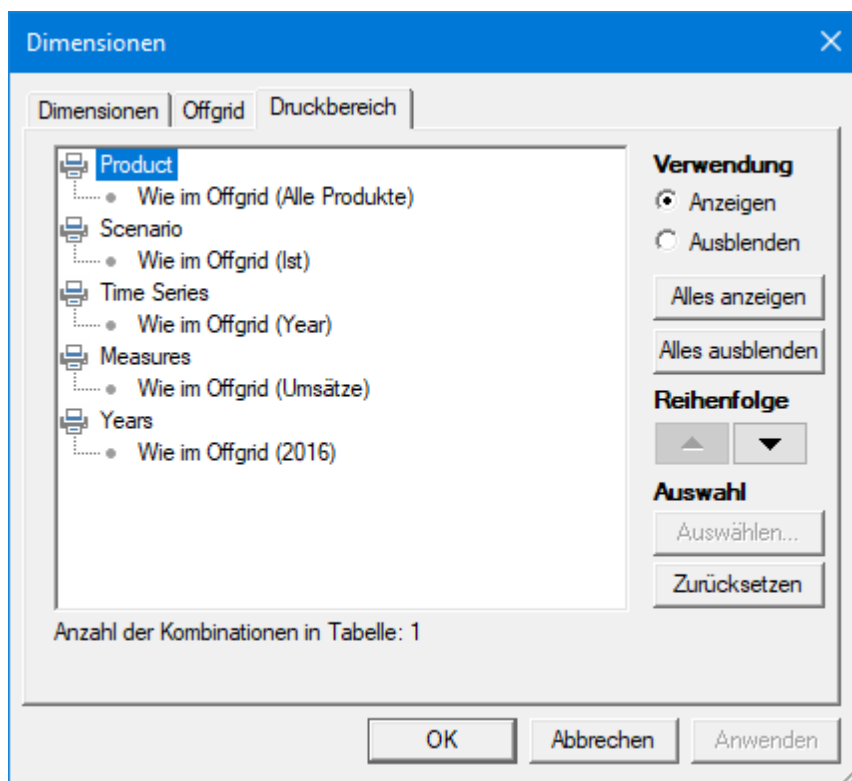 Dimensionen
Dimensionen
Offgrid
Druckbereich
Product
Wie im Offgrid (Alle Produkte)
Scenario
Wie im Offgrid (Ist)
Time Series
Wie im Offgrid (Year)
Measures
Wie im Offgrid (Umsätze)
Years
Wie im Offgrid (2016)
Anzahl der Kombinationen in Tabelle: 1
Verwendung
Anzeigen
Ausblenden
Alles anzeigen
Alles ausblenden
Reihenfolge
Auswahl
Auswählen...
Zurücksetzen
OK
Abbrechen
Anwenden